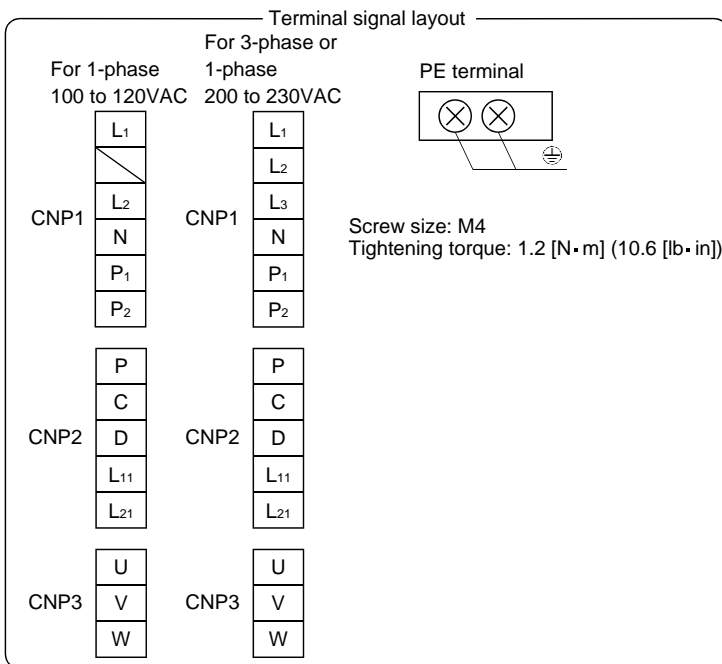 Terminal signal layout
For 1-phase
100 to 120VAC
CNP1
L1
L2
N
P1
P2
CNP2
P
C
D
L11
L21
CNP3
U
V
W
For 3-phase or
1-phase
200 to 230VAC
CNP1
L1
L2
L3
N
P1
P2
CNP2
P
C
D
L11
L21
CNP3
U
V
W
PE terminal
Screw size: M4
Tightening torque: 1.2 [N▪m] (10.6 [lb▪in])